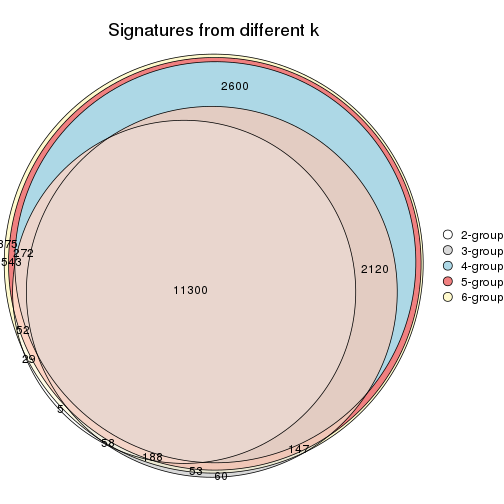 Signatures from different k
2600
875
272
543
2120
11300
52
29
5
58
188
53
60
147
2-group
3-group
4-group
5-group
6-group